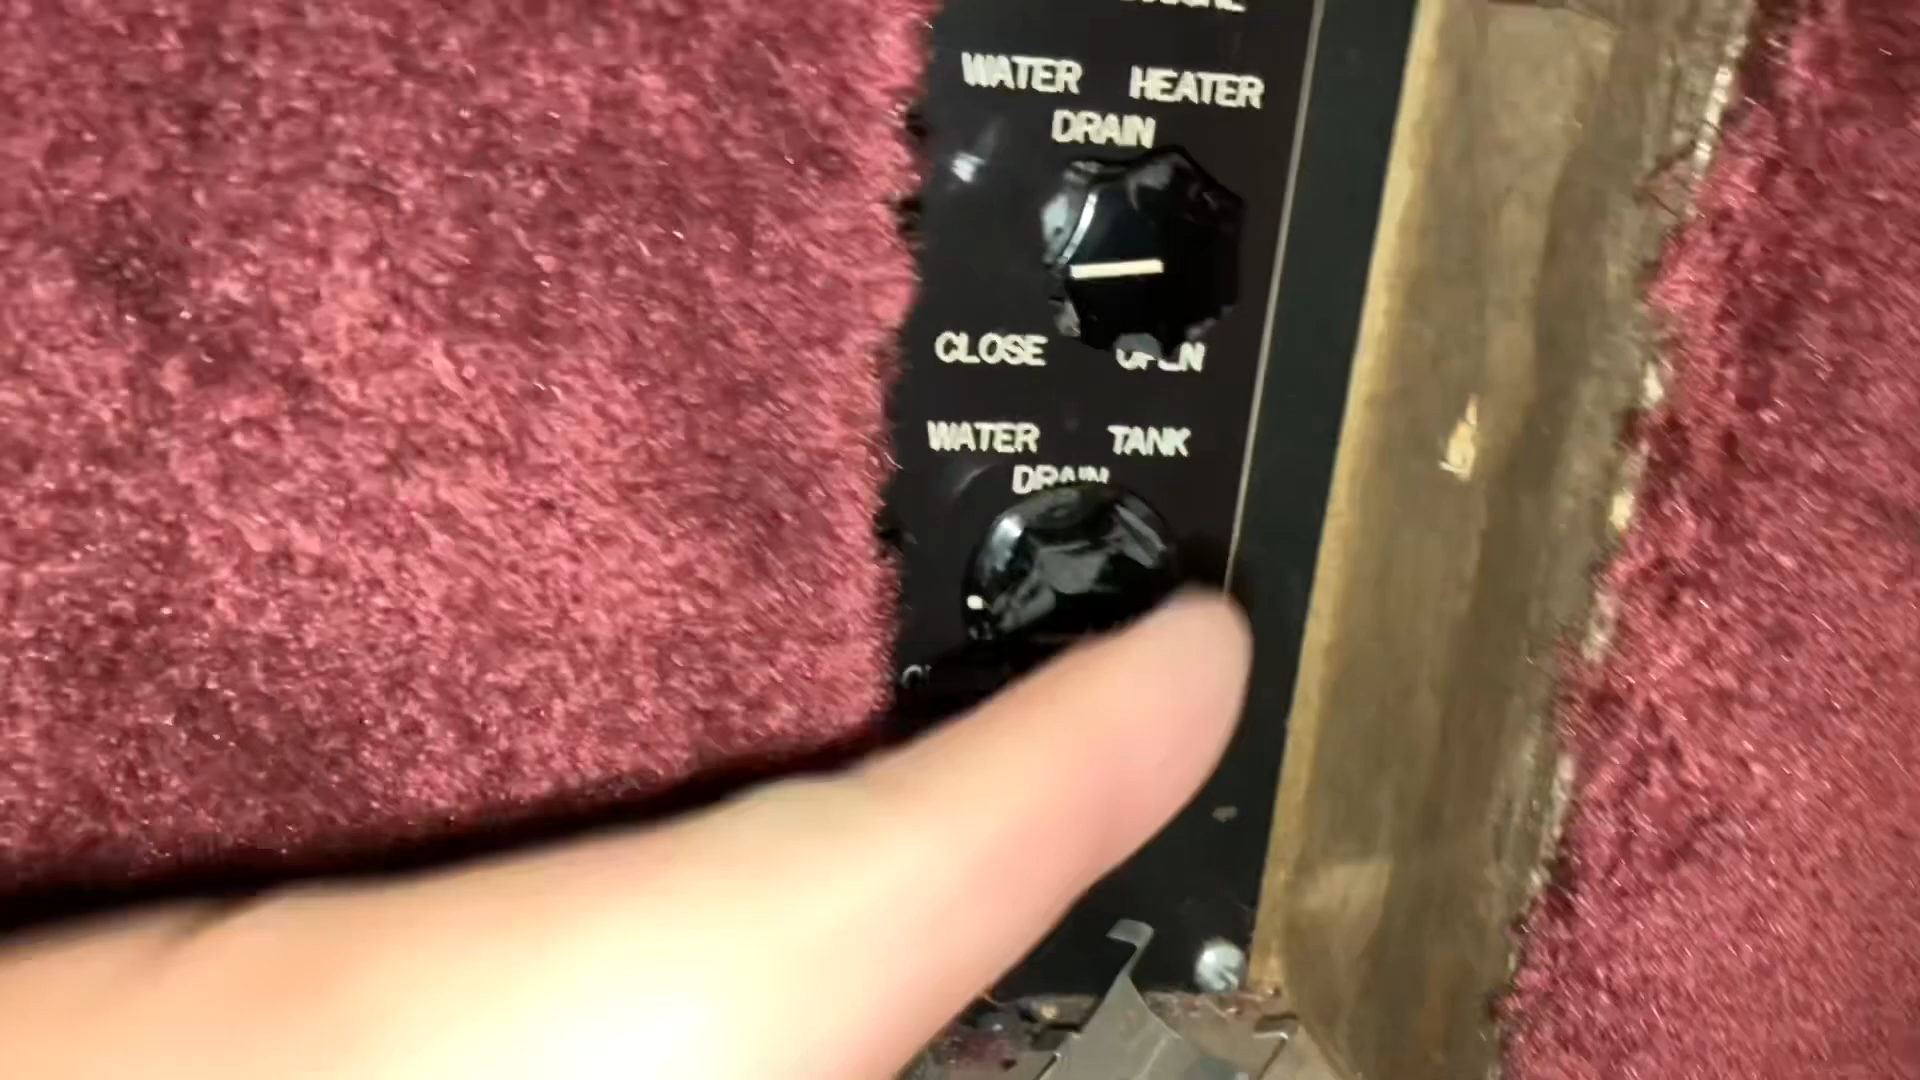 WATER HEATER
DRAIN
CLOSE OPEN
WATER TANK
DRAIN